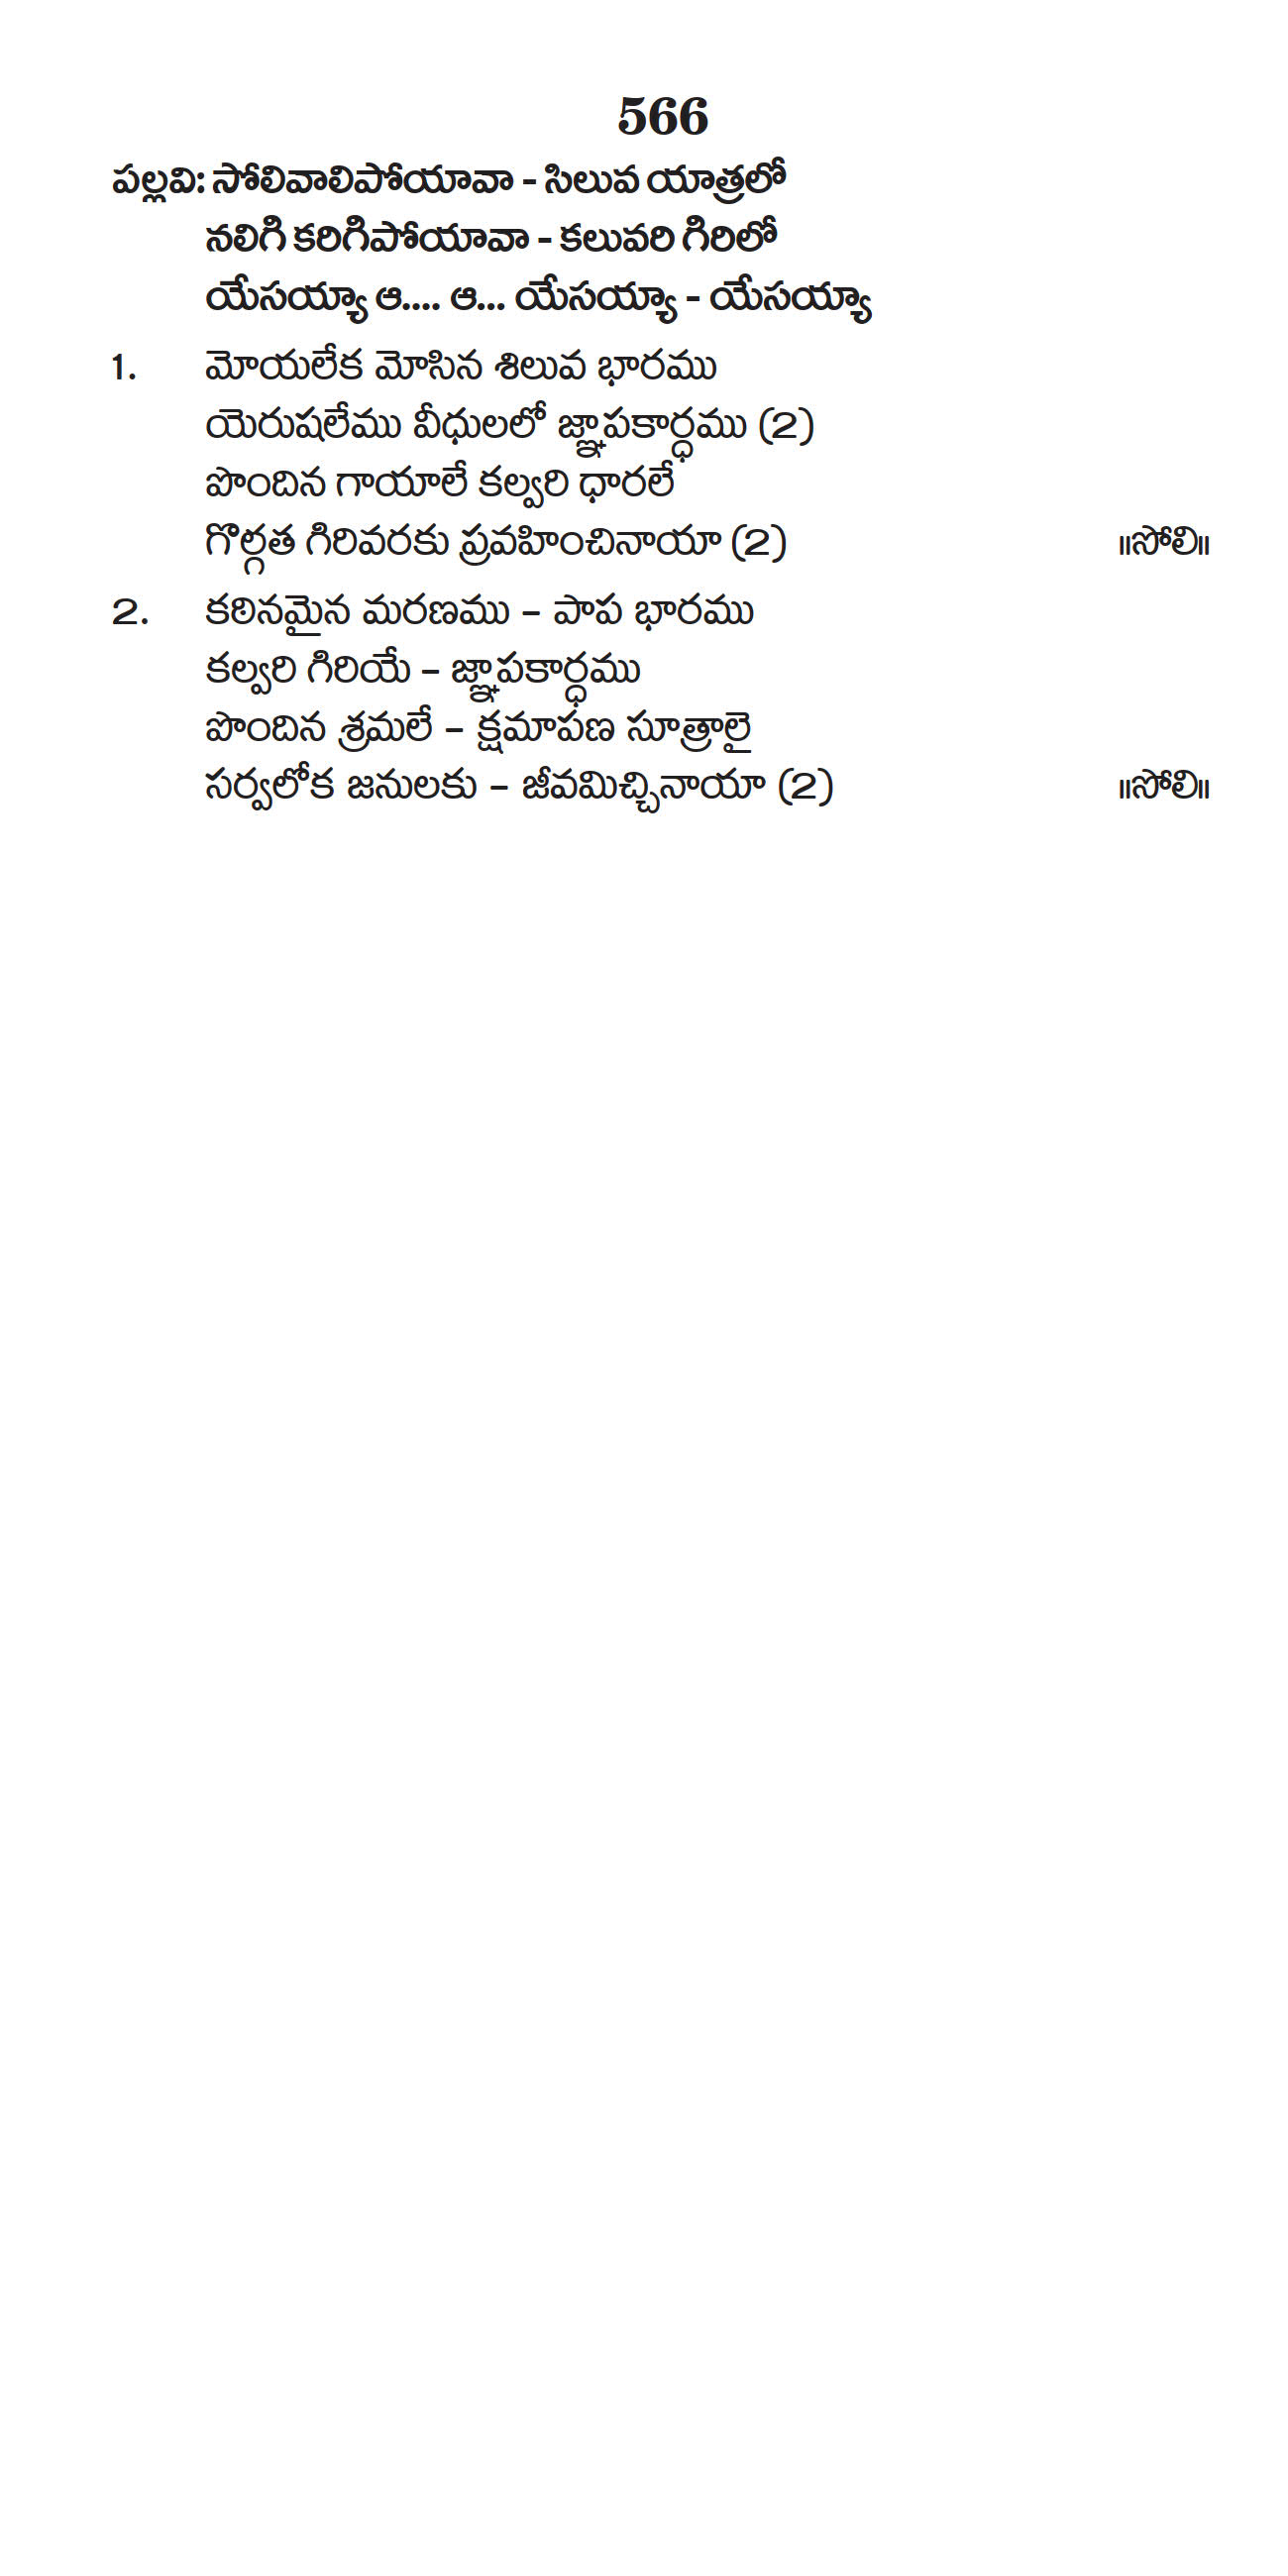 566
పల్లవి: సోలివాలిపోయావా - సిలువ యాత్రలో
నలిగి కరిగిపోయావా - కలువరి గిరిలో
యేసయ్యా ఆ.... ఆ... యేసయ్యా - యేసయ్యా
1. మోయలేక మోసిన శిలువ భారము
యెరుషలేము వీధులలో జ్ఞాపకార్ధము (2)
పొందిన గాయాలే కల్వరి ధారలే
గొల్గత గిరివరకు ప్రవహించినాయా (2) ॥సోలి॥
2. కఠినమైన మరణము – పాప భారము
కల్వరి గిరియే – జ్ఞాపకార్ధము
పొందిన శ్రమలే – క్షమాపణ సూత్రాలై
సర్వలోక జనులకు – జీవమిచ్చినాయా (2) ॥సోలి॥